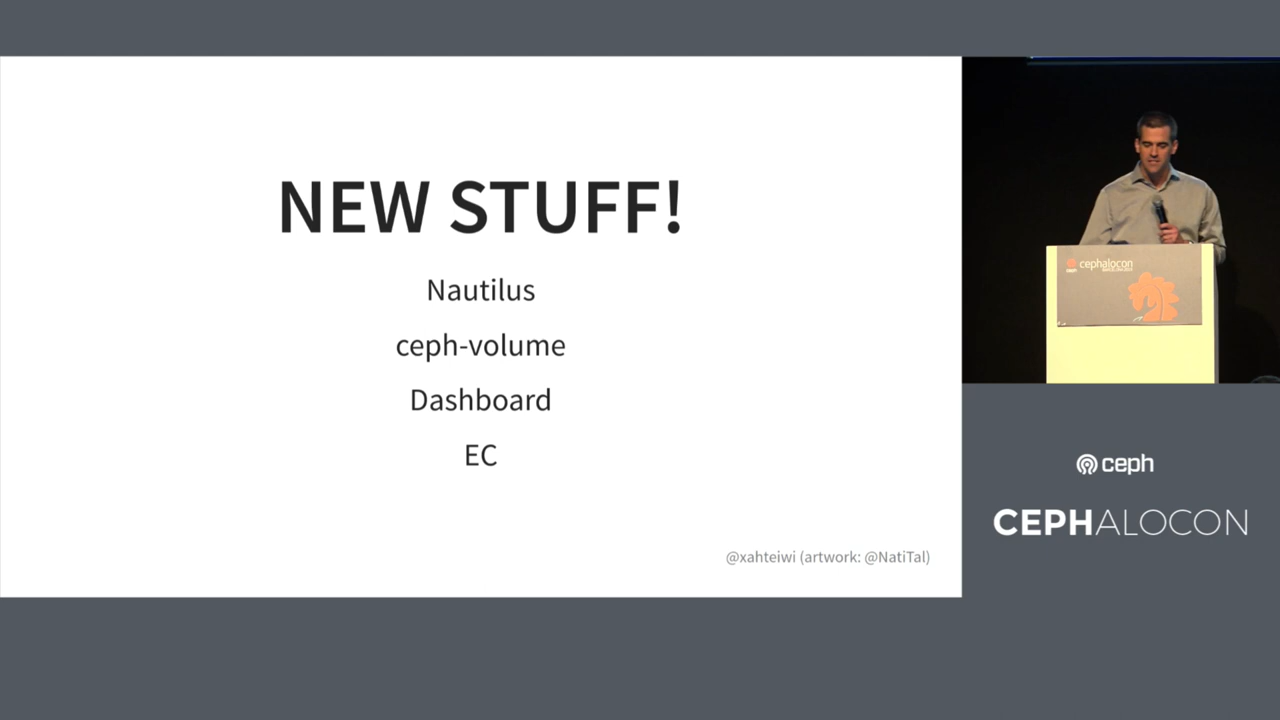 NEW STUFF!
Nautilus
ceph-volume
Dashboard
EC
@xahteiwi (artwork: @NatiTal)
cephalocon
ceph
CEPHALOCON